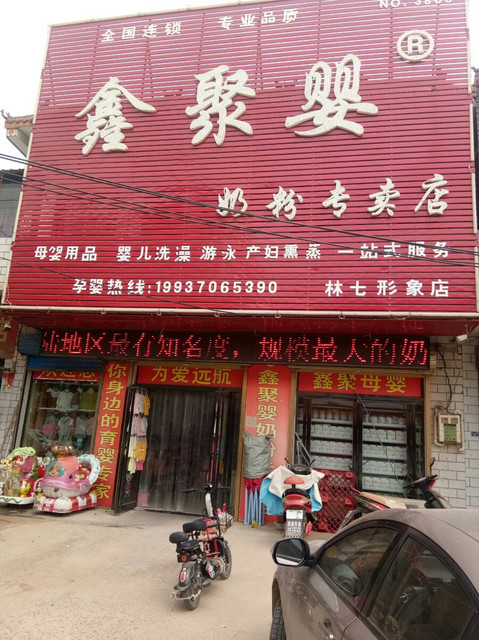 全国连锁 专业品质
NO. 3866
鑫聚婴
®
奶粉专卖店
母婴用品 婴儿洗澡 游永 产妇熏蒸 一站式服务
孕婴热线:19937065390 林七形象店
站地区最有知名度,规模最大的奶
你身边的育婴专家
为爱远航
鑫聚婴奶粉
鑫聚母婴